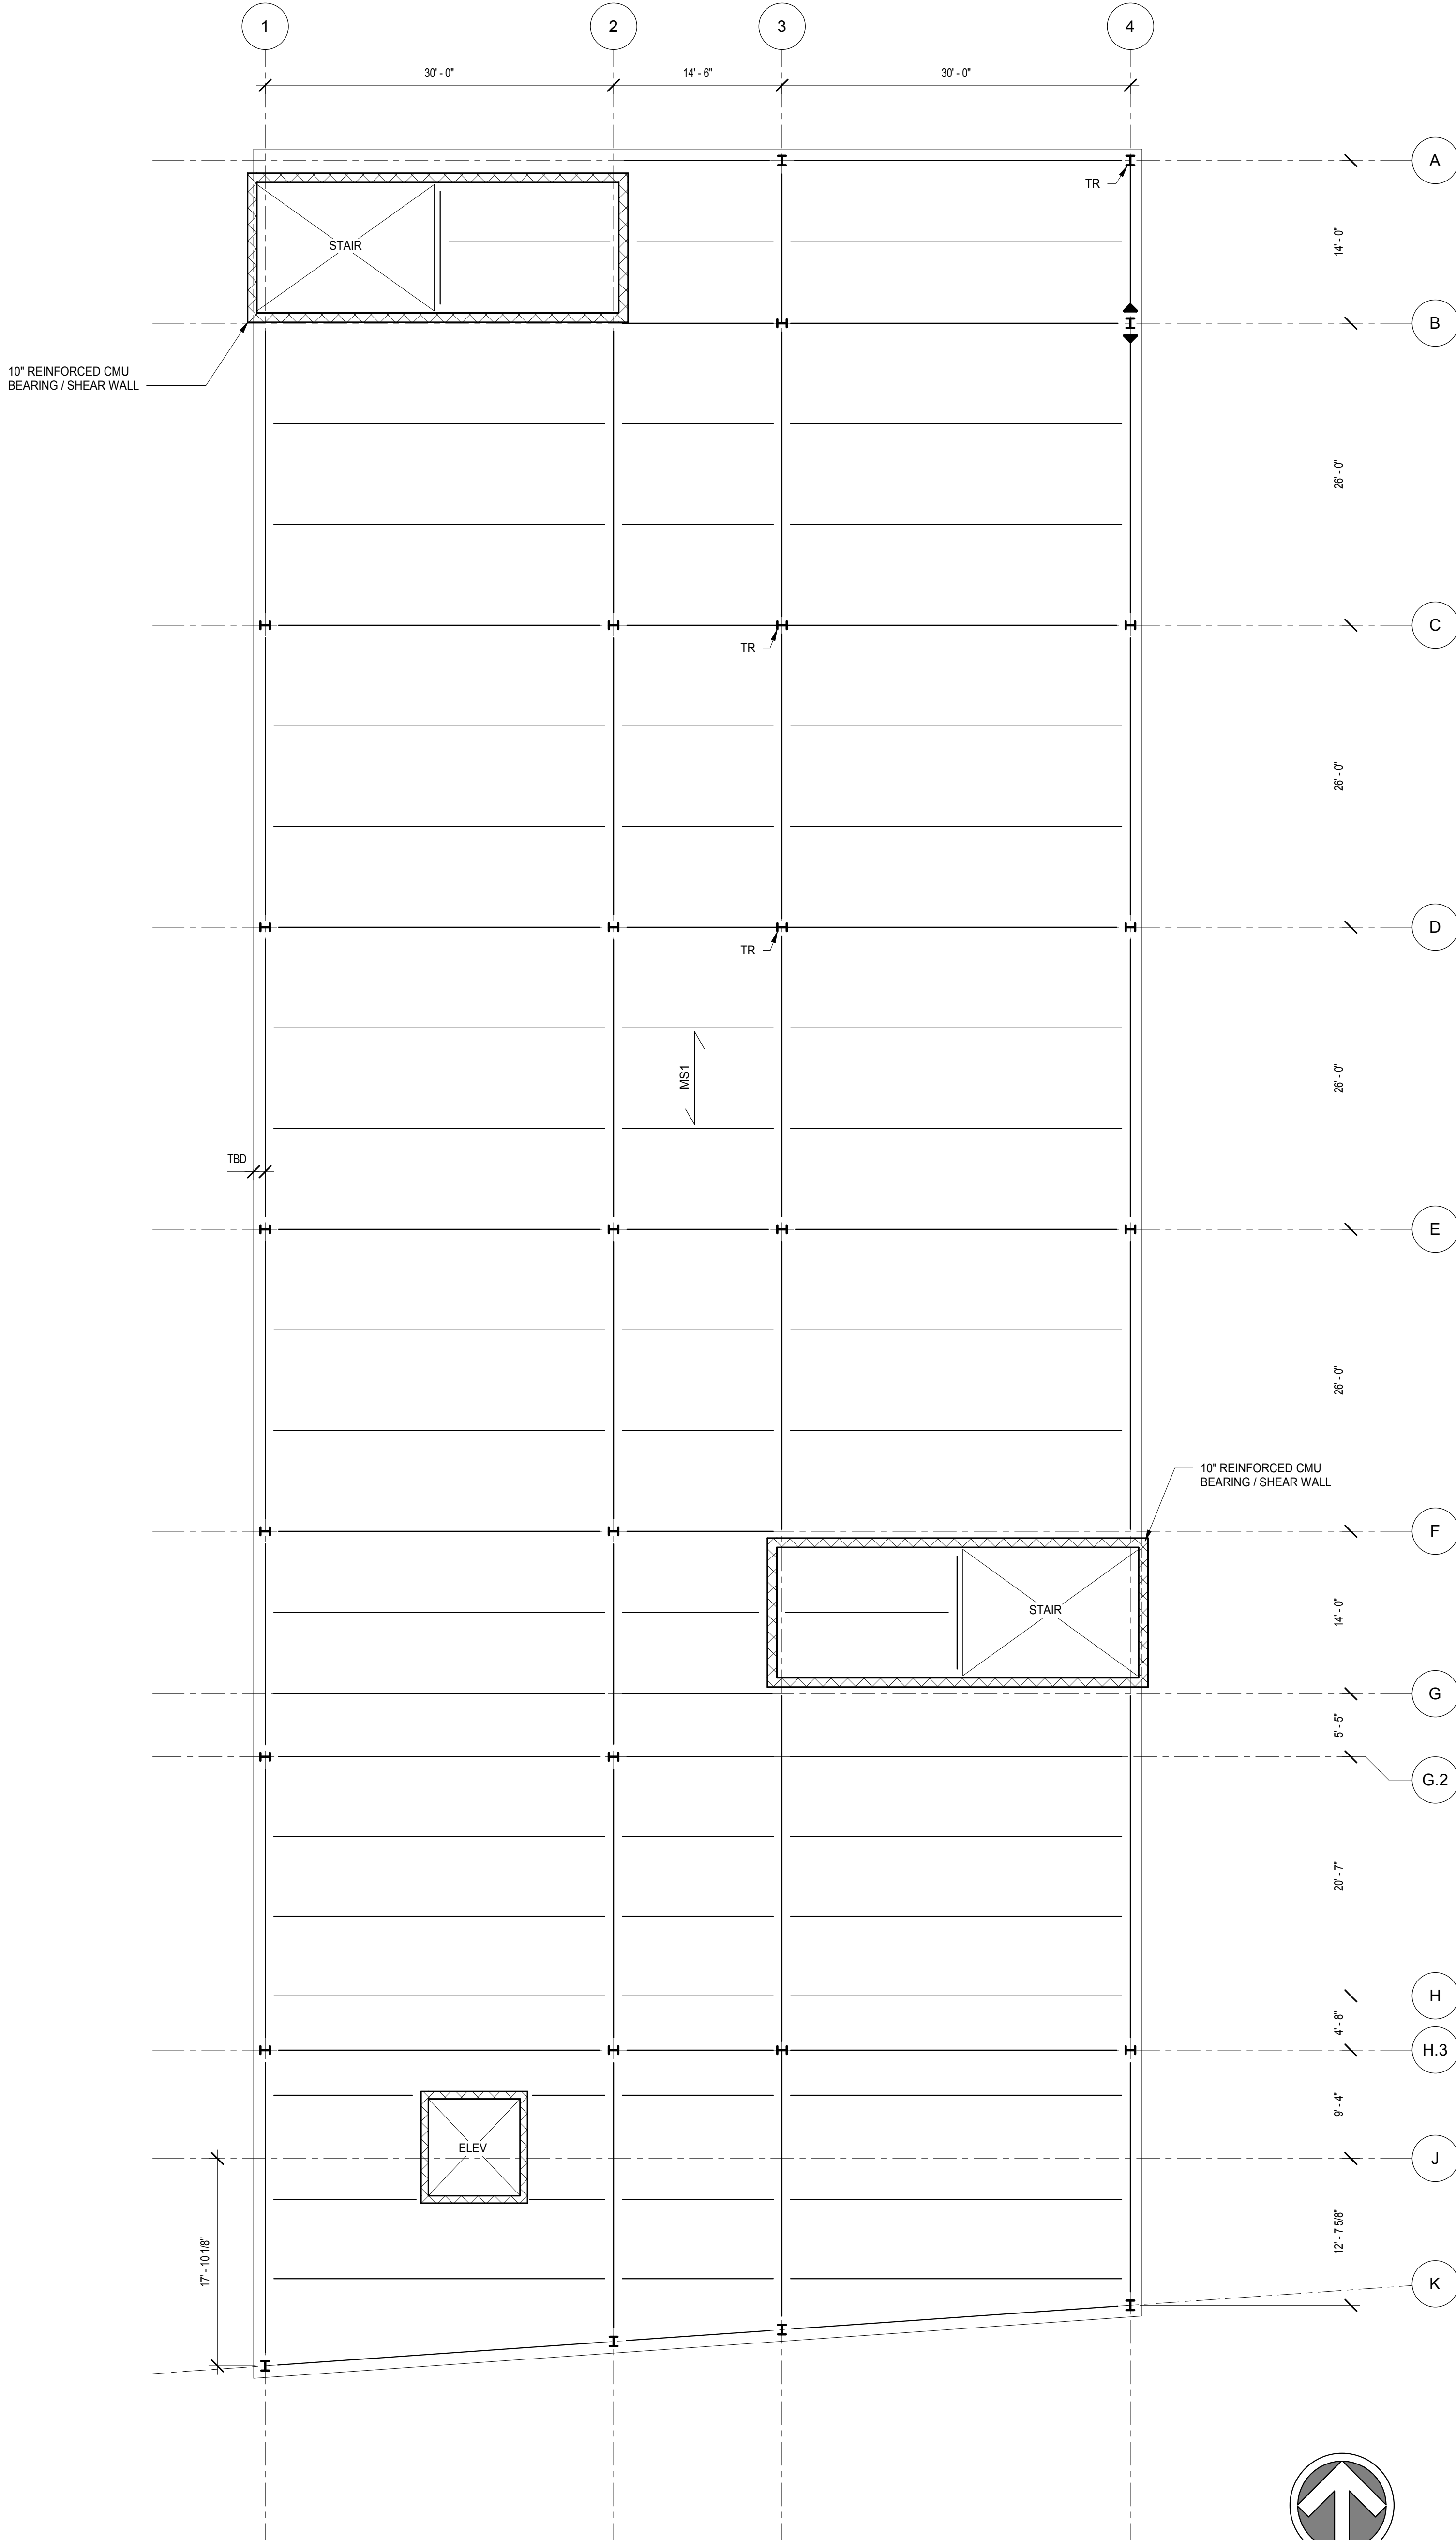 1
2
3
4
30' - 0"
14' - 6"
30' - 0"
A
TR
14' - 0"
STAIR
B
10" REINFORCED CMU
BEARING / SHEAR WALL
26' - 0"
C
TR
26' - 0"
D
TR
MS1
26' - 0"
TBD
E
26' - 0"
10" REINFORCED CMU
BEARING / SHEAR WALL
F
14' - 0"
STAIR
G
5' - 5"
G.2
20' - 7"
H
4' - 8"
H.3
9' - 4"
ELEV
J
12' - 7 5/8"
17' - 10 1/8"
K